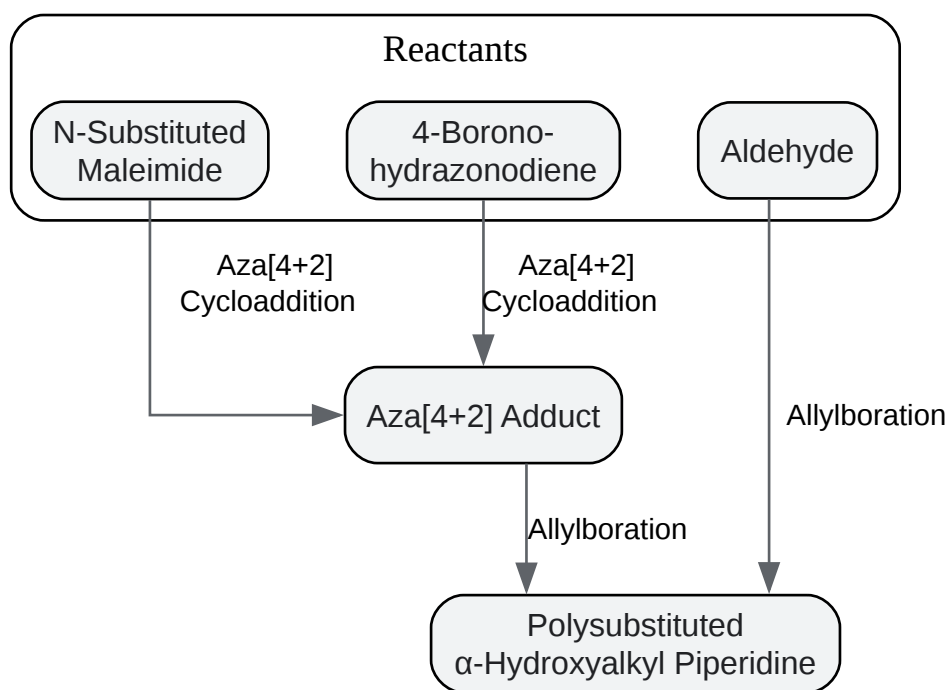 Reactants
N-Substituted
Maleimide
4-Borono-
hydrazonodiene
Aldehyde
Aza[4+2]
Cycloaddition
Aza[4+2]
Cycloaddition
Aza[4+2] Adduct
Allylboration
Allylboration
Polysubstituted
α-Hydroxyalkyl Piperidine